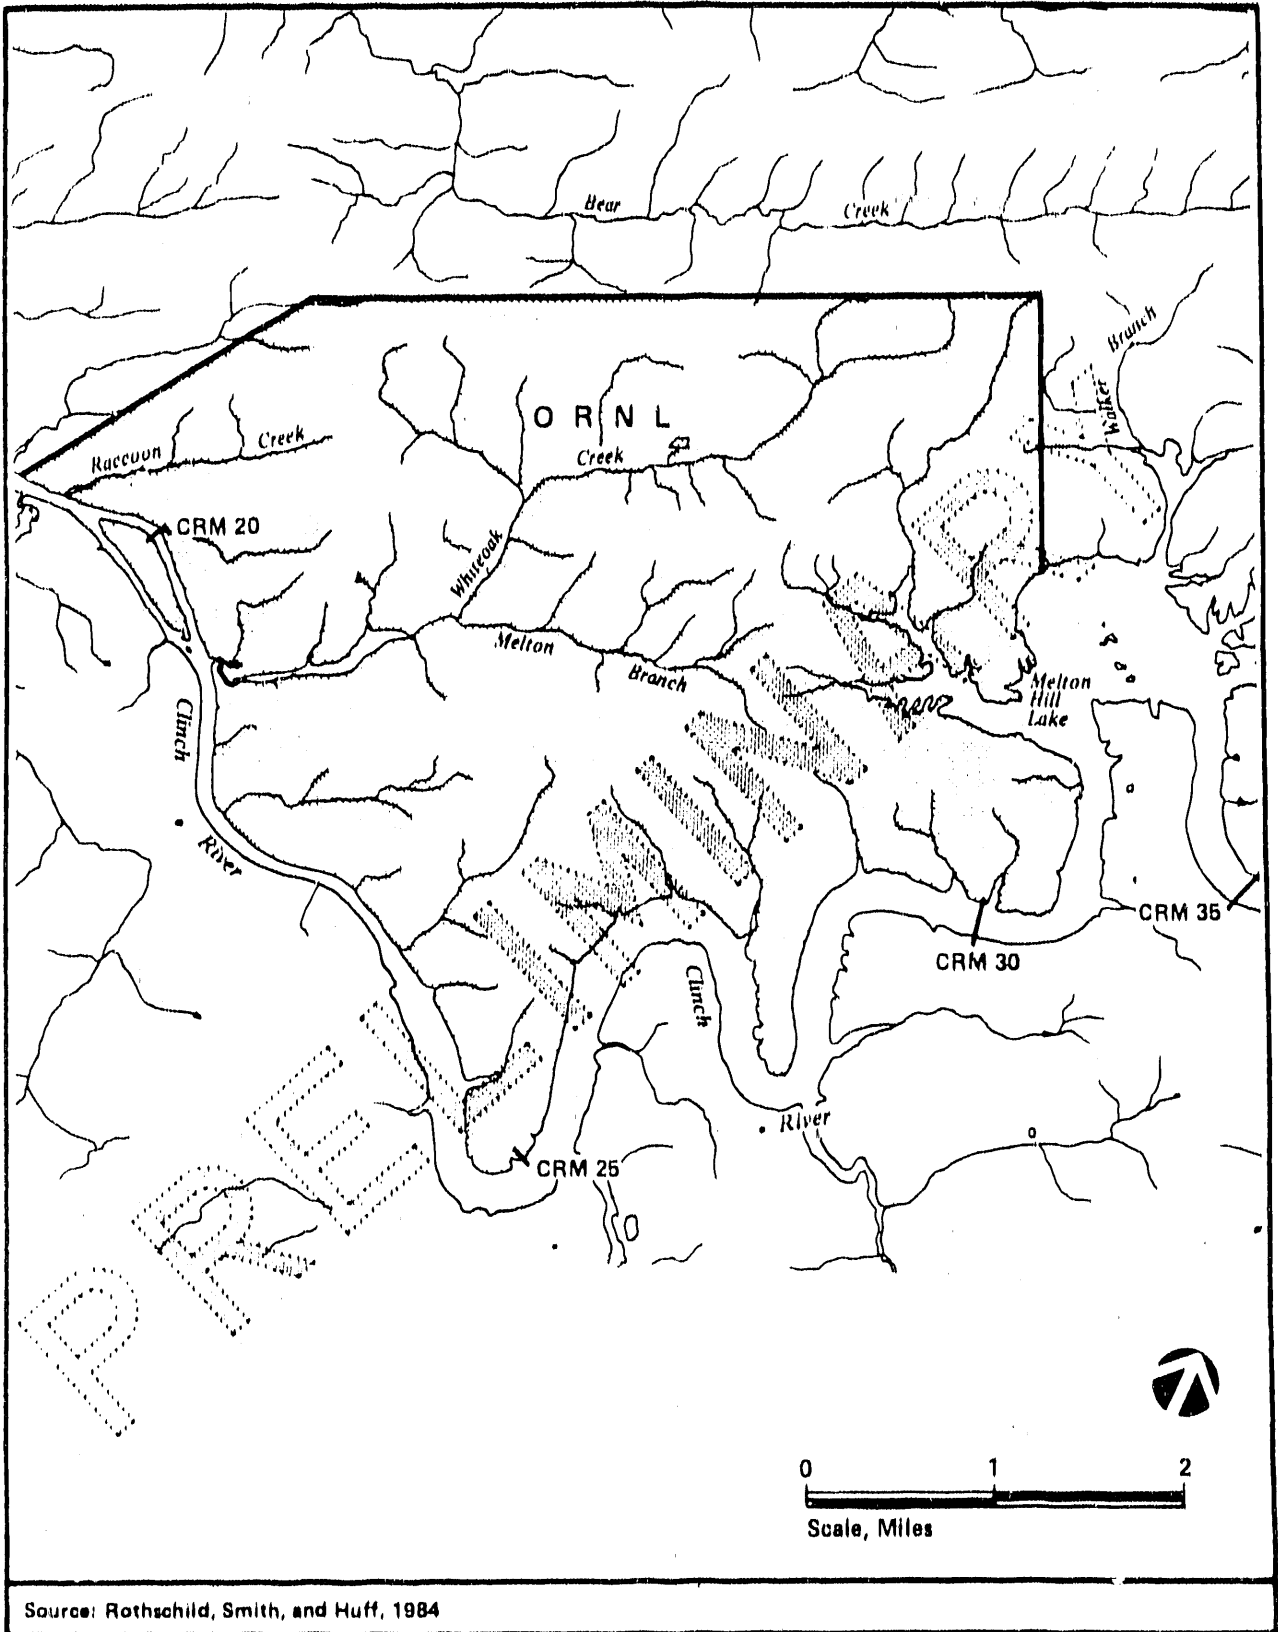 Bear
Creek
Branch
Walker
O R N L
Raccoon
Creek
Creek
CRM 20
Whiteoak
Melton
Branch
Melton
Hill
Lake
Clinch
River
CRM 35
CRM 30
Clinch
River
CRM 25
PRELIMINARY
0 1 2
Scale, Miles
Source: Rothschild, Smith, and Huff, 1984